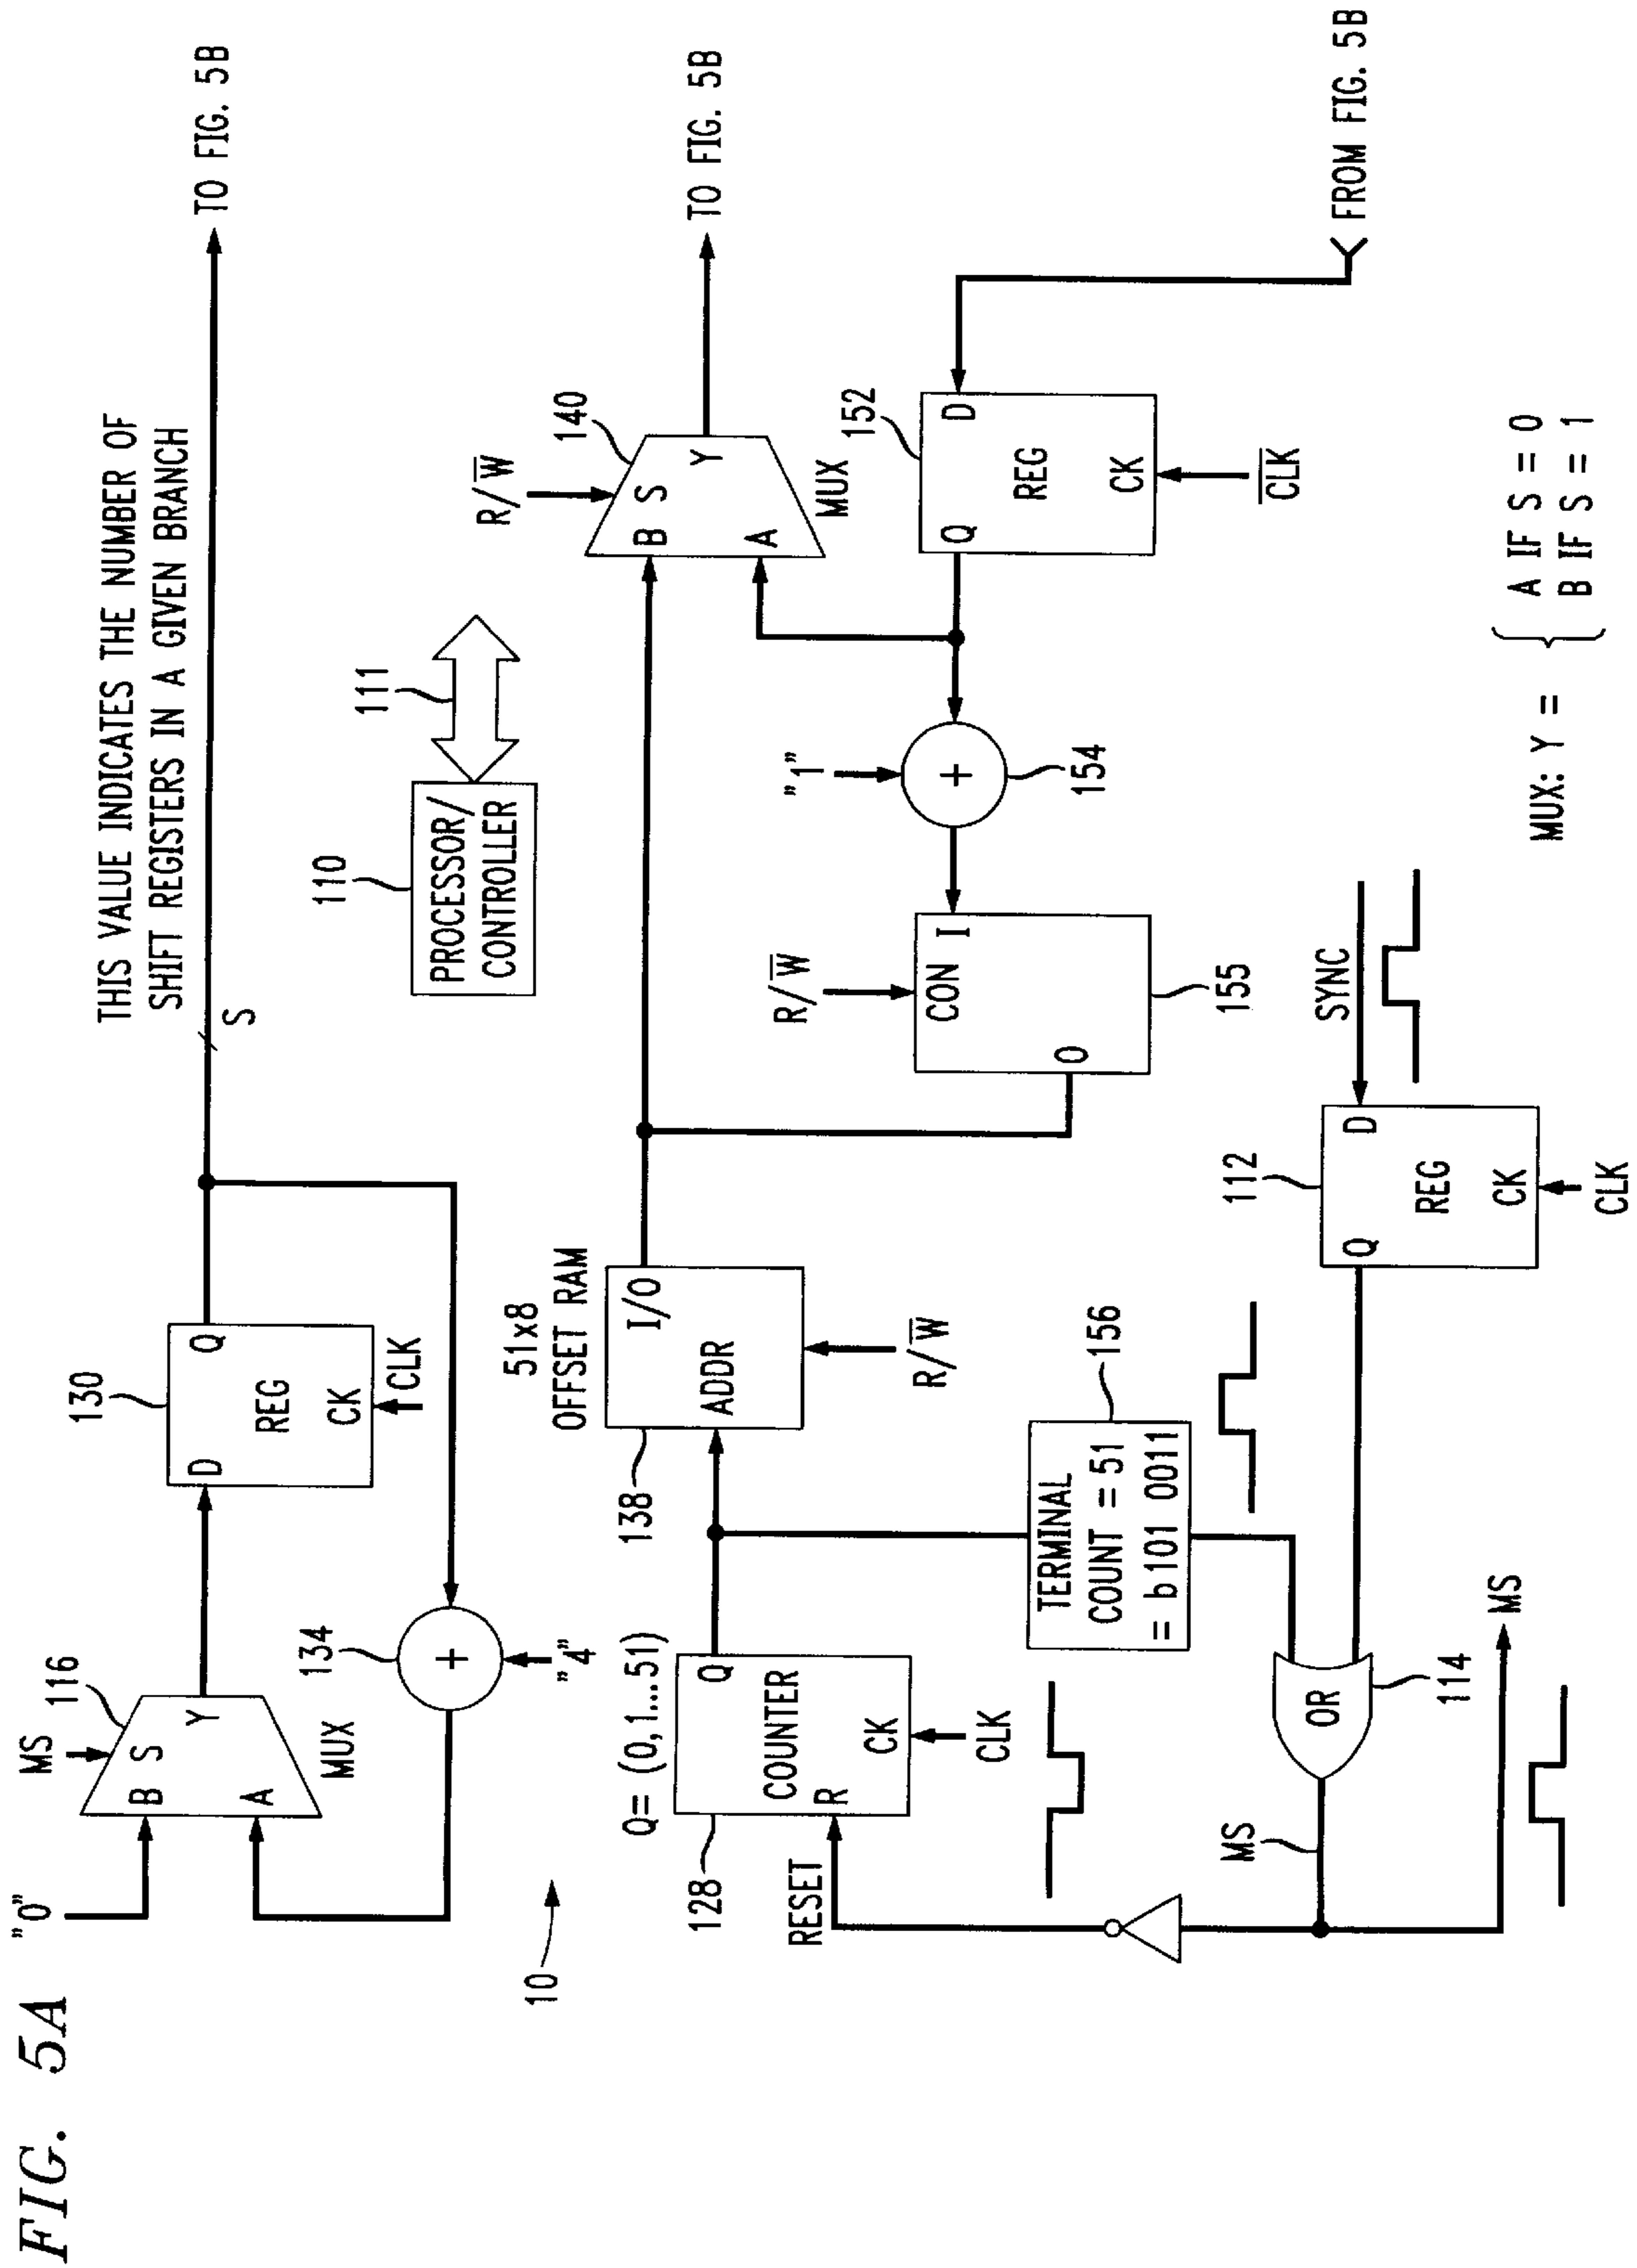 FIG. 5A
THIS VALUE INDICATES THE NUMBER OF
SHIFT REGISTERS IN A GIVEN BRANCH
TO FIG. 5B
"0"
MS
116
B
S
Y
A
MUX
130
D
Q
REG
CK
CLK
S
134
+
"4"
110
PROCESSOR/
CONTROLLER
111
10
51x8
OFFSET RAM
138
I/O
ADDR
R/W̅
R/W̅
140
B
S
Y
A
MUX
TO FIG. 5B
Q= (0,1...51)
128
COUNTER
Q
R
CK
CLK
RESET
TERMINAL
COUNT = 51
= b101 0011
156
R/W̅
CON
I
O
155
"1"
+
154
152
Q
D
REG
CK
C̅L̅K̅
FROM FIG. 5B
MS
OR
114
MS
112
Q
D
REG
CK
CLK
SYNC
MUX: Y = { A IF S = 0
B IF S = 1